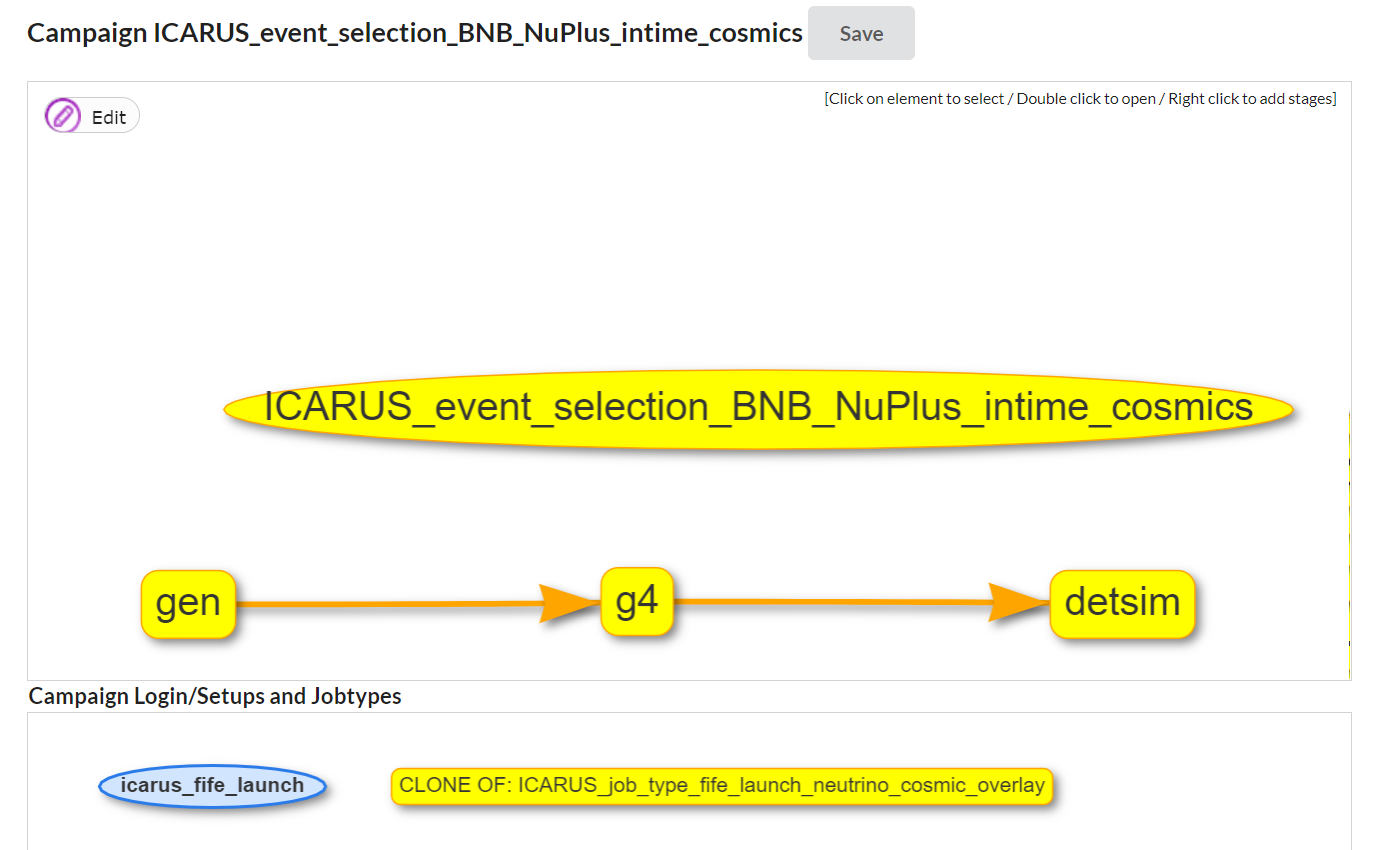 Campaign ICARUS_event_selection_BNB_NuPlus_intime_cosmics Save
Edit
[Click on element to select / Double click to open / Right click to add stages]
ICARUS_event_selection_BNB_NuPlus_intime_cosmics
gen g4 detsim
Campaign Login/Setups and Jobtypes
icarus_fife_launch CLONE OF: ICARUS_job_type_fife_launch_neutrino_cosmic_overlay